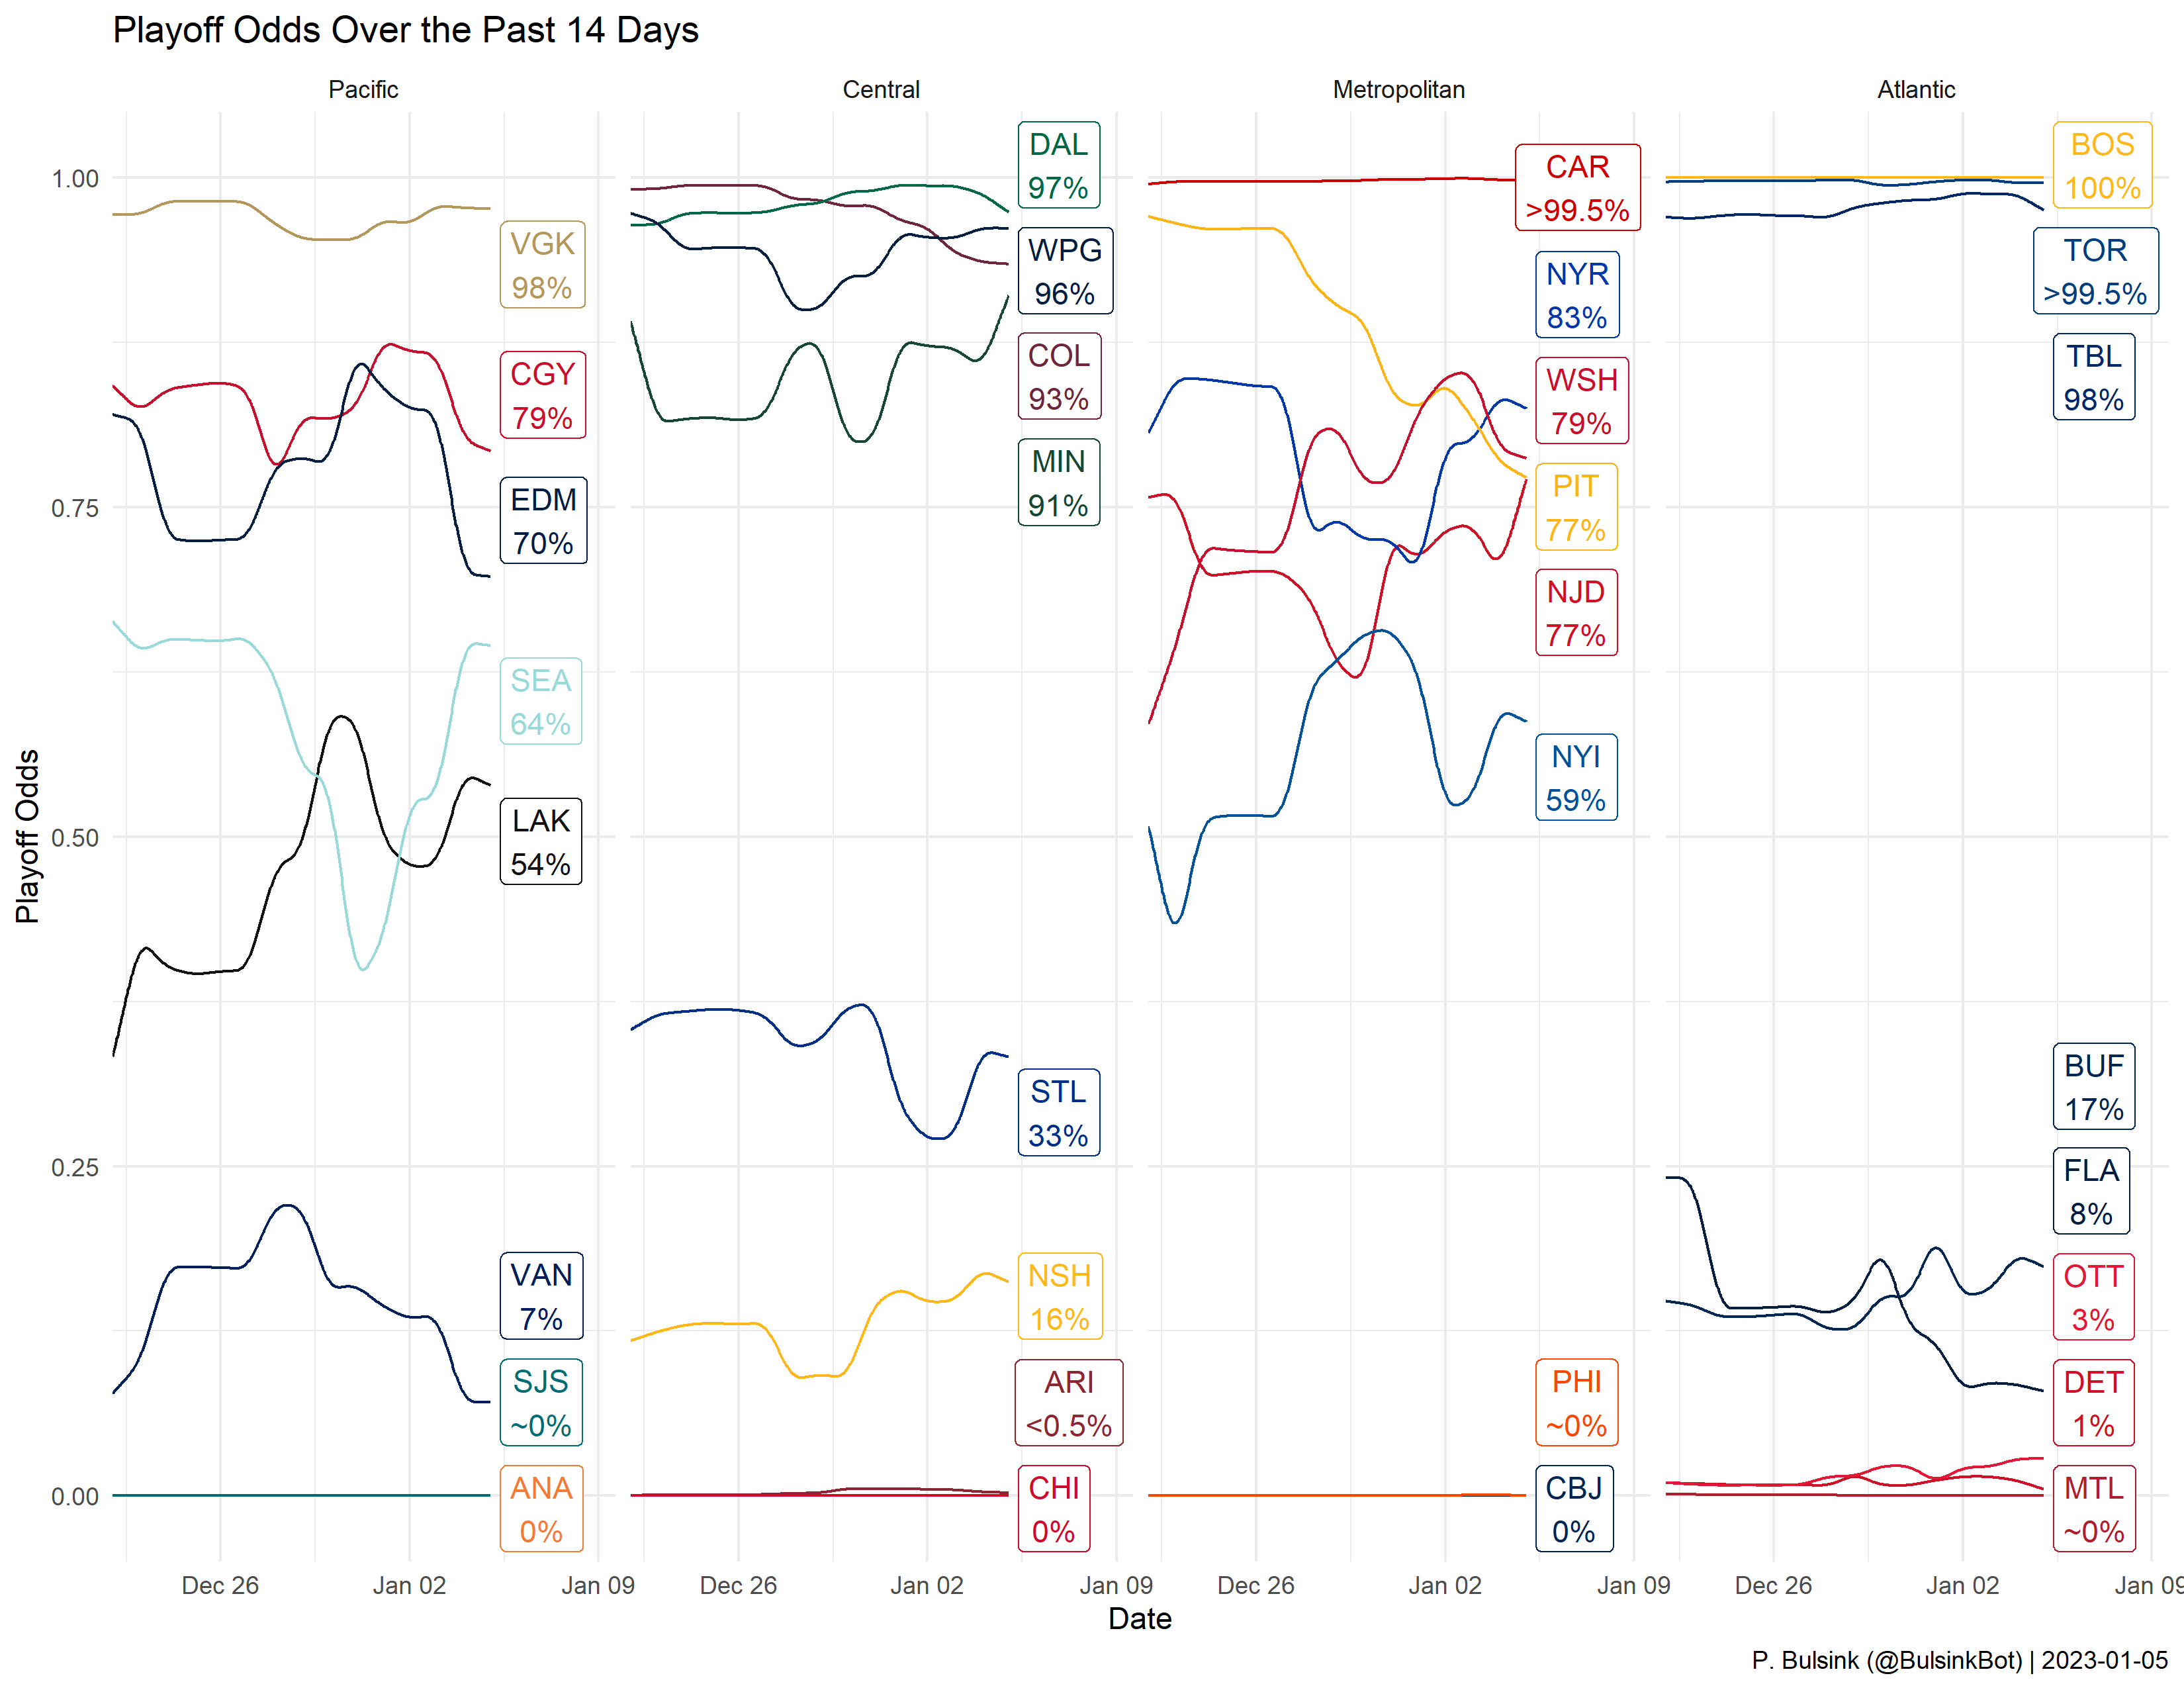 Playoff Odds Over the Past 14 Days
Pacific
Central
Metropolitan
Atlantic
Playoff Odds
1.00
0.75
0.50
0.25
0.00
VGK
98%
CGY
79%
EDM
70%
SEA
64%
LAK
54%
VAN
7%
SJS
~0%
ANA
0%
DAL
97%
WPG
96%
COL
93%
MIN
91%
STL
33%
NSH
16%
ARI
<0.5%
CHI
0%
CAR
>99.5%
NYR
83%
WSH
79%
PIT
77%
NJD
77%
NYI
59%
PHI
~0%
CBJ
0%
BOS
100%
TOR
>99.5%
TBL
98%
BUF
17%
FLA
8%
OTT
3%
DET
1%
MTL
~0%
Dec 26 Jan 02 Jan 09 Dec 26 Jan 02 Jan 09 Dec 26 Jan 02 Jan 09 Dec 26 Jan 02 Jan 09
Date
P. Bulsink (@BulsinkBot) | 2023-01-05